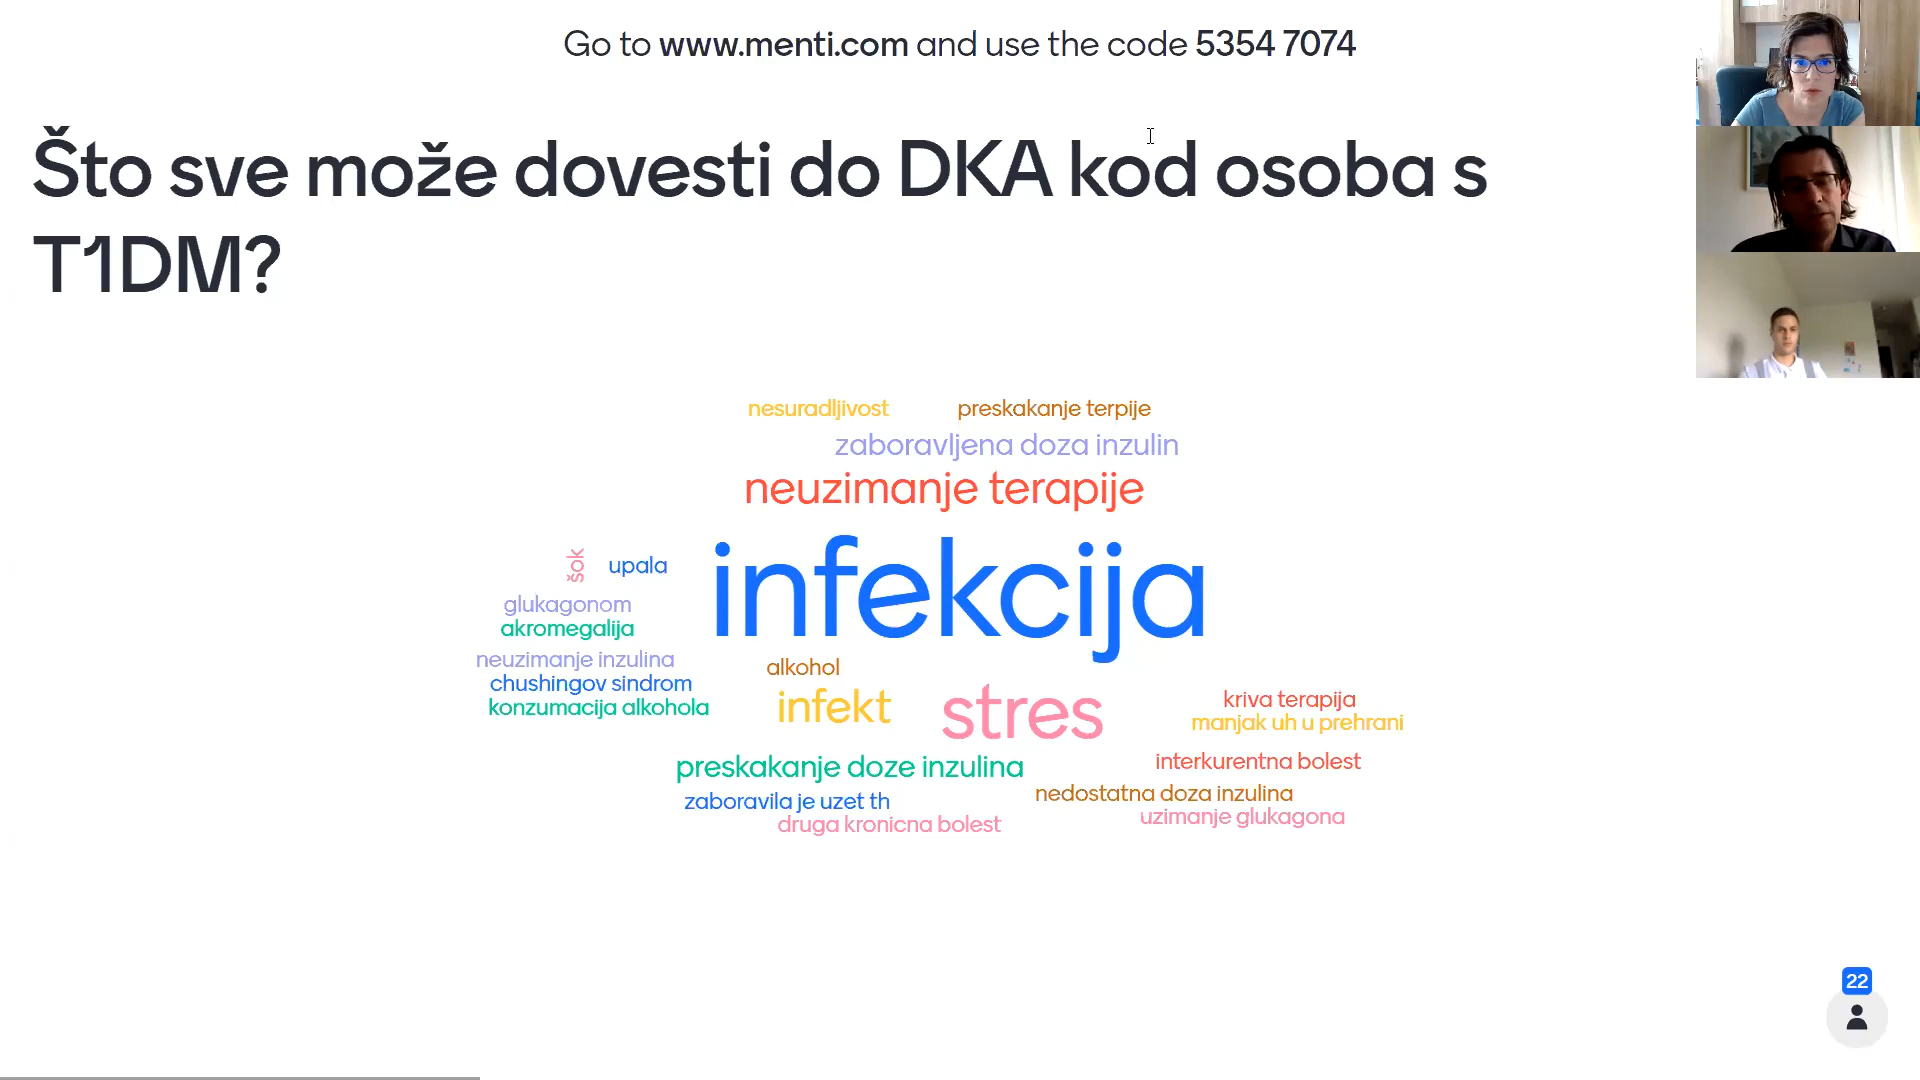 Go to www.menti.com and use the code 5354 7074
Što sve može dovesti do DKA kod osoba s
T1DM?
nesuradljivost
preskakanje terpije
zaboravljena doza inzulin
neuzimanje terapije
infekcija
šok
upala
glukagonom
akromegalija
neuzimanje inzulina
chushingov sindrom
konzumacija alkohola
alkohol
infekt
stres
kriva terapija
manjak uh u prehrani
preskakanje doze inzulina
interkurentna bolest
zaboravila je uzet th
nedostatna doza inzulina
druga kronicna bolest
uzimanje glukagona
22